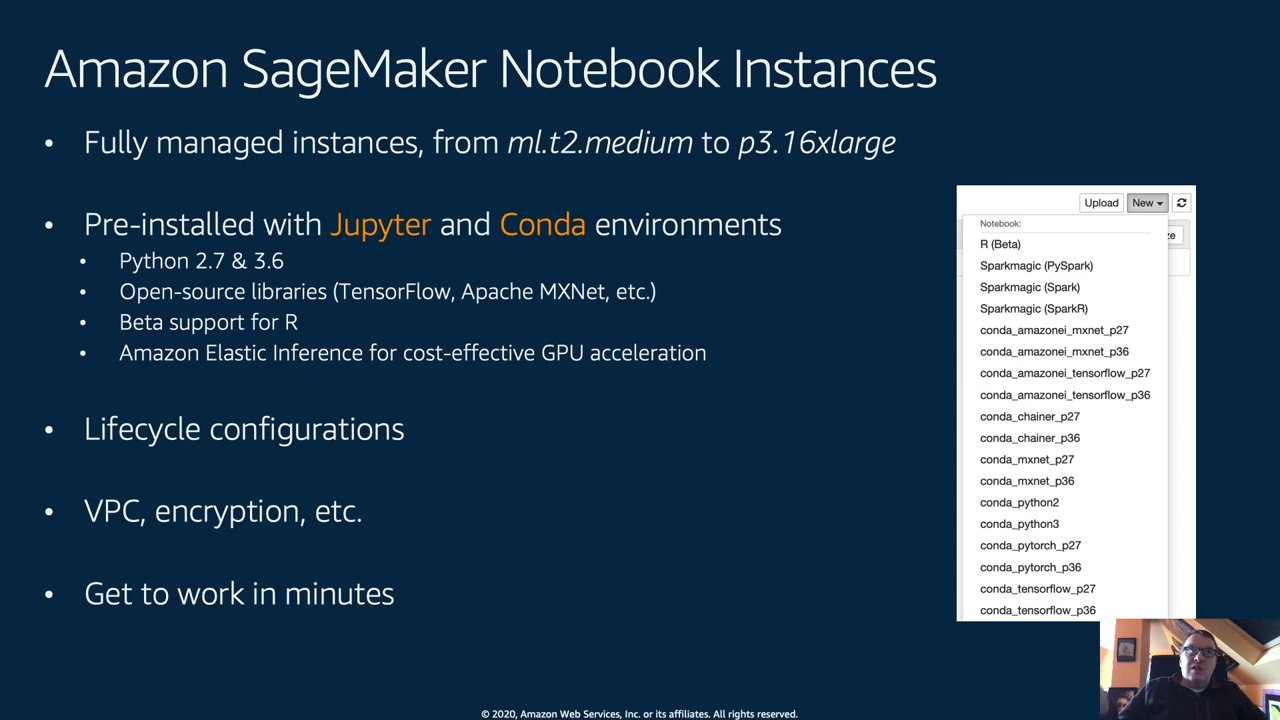 Amazon SageMaker Notebook Instances
• Fully managed instances, from ml.t2.medium to p3.16xlarge
• Pre-installed with Jupyter and Conda environments
• Python 2.7 & 3.6
• Open-source libraries (TensorFlow, Apache MXNet, etc.)
• Beta support for R
• Amazon Elastic Inference for cost-effective GPU acceleration
• Lifecycle configurations
• VPC, encryption, etc.
• Get to work in minutes
Upload New
Notebook:
ze
R (Beta)
Sparkmagic (PySpark)
Sparkmagic (Spark)
Sparkmagic (SparkR)
conda_amazonei_mxnet_p27
conda_amazonei_mxnet_p36
conda_amazonei_tensorflow_p27
conda_amazonei_tensorflow_p36
conda_chainer_p27
conda_chainer_p36
conda_mxnet_p27
conda_mxnet_p36
conda_python2
conda_python3
conda_pytorch_p27
conda_pytorch_p36
conda_tensorflow_p27
conda_tensorflow_p36
© 2020, Amazon Web Services, Inc. or its affiliates. All rights reserved.